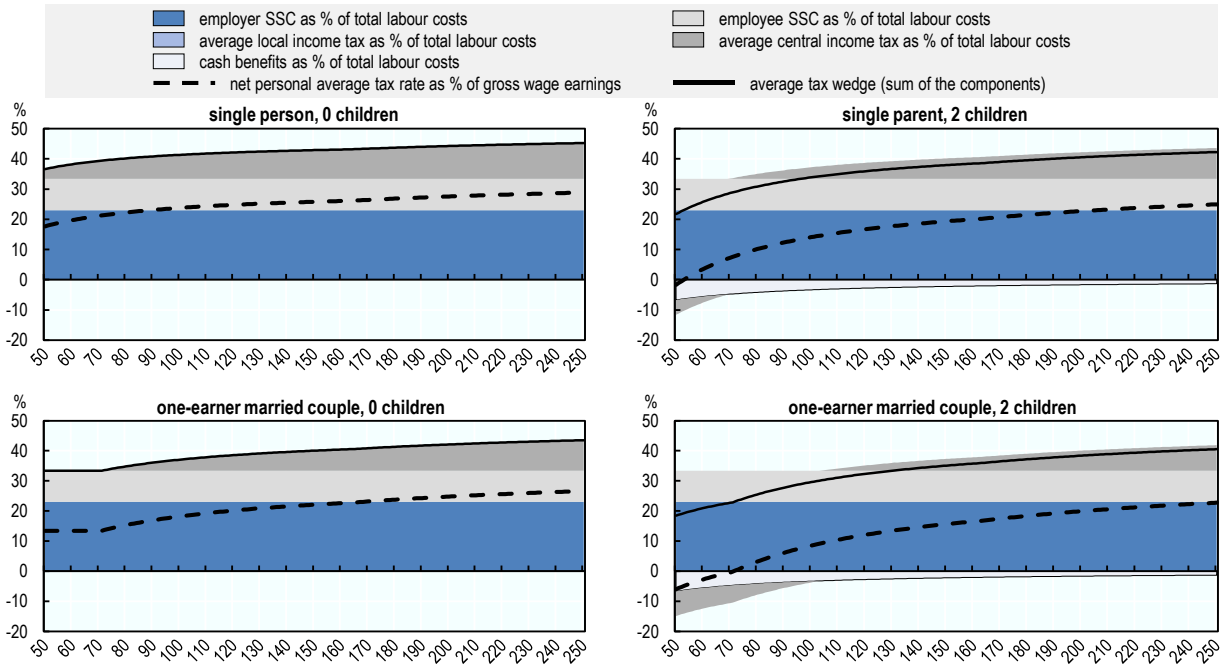 employer SSC as % of total labour costs
employee SSC as % of total labour costs
average local income tax as % of total labour costs
average central income tax as % of total labour costs
cash benefits as % of total labour costs
net personal average tax rate as % of gross wage earnings
average tax wedge (sum of the components)
%
single person, 0 children
50
40
30
20
10
0
-10
-20
50 60 70 80 90 100 110 120 130 140 150 160 170 180 190 200 210 220 230 240 250
%
single parent, 2 children
50
40
30
20
10
0
-10
-20
50 60 70 80 90 100 110 120 130 140 150 160 170 180 190 200 210 220 230 240 250
%
one-earner married couple, 0 children
50
40
30
20
10
0
-10
-20
50 60 70 80 90 100 110 120 130 140 150 160 170 180 190 200 210 220 230 240 250
%
one-earner married couple, 2 children
50
40
30
20
10
0
-10
-20
50 60 70 80 90 100 110 120 130 140 150 160 170 180 190 200 210 220 230 240 250